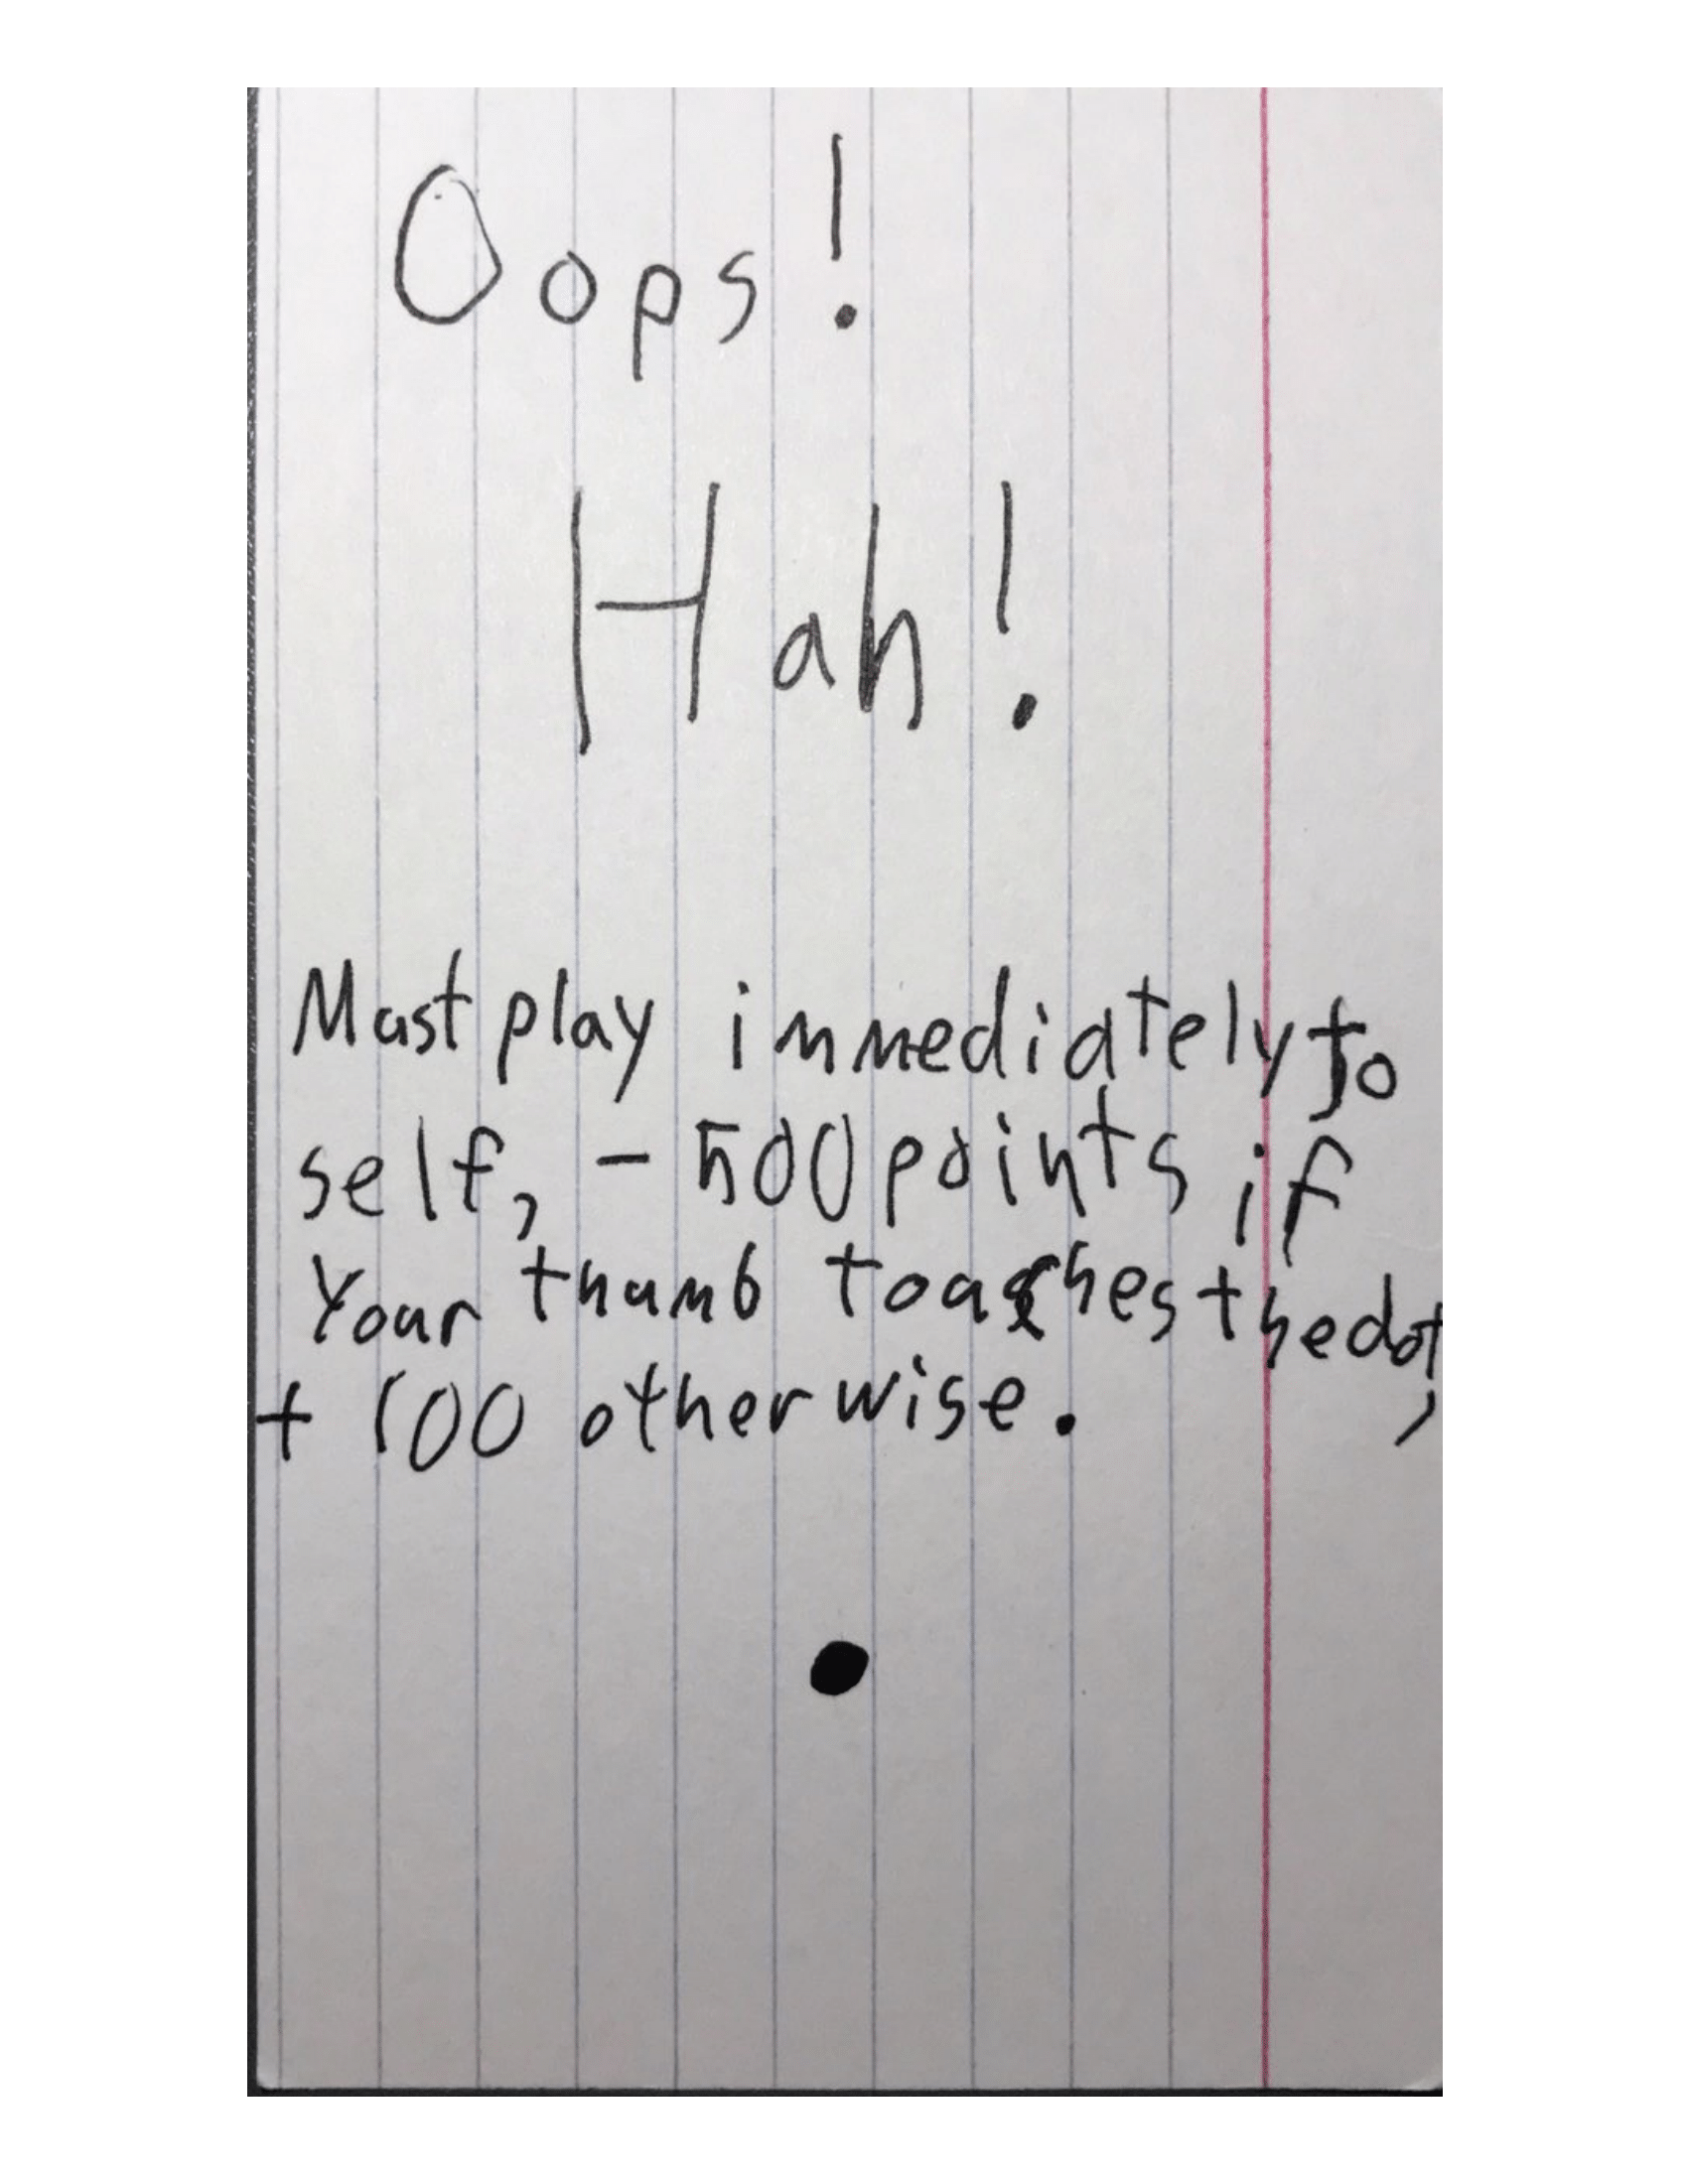 Oops!
Hah!
Must play immediately to
self, - 500 points if
Your thumb touches the dot,
+ 100 otherwise.